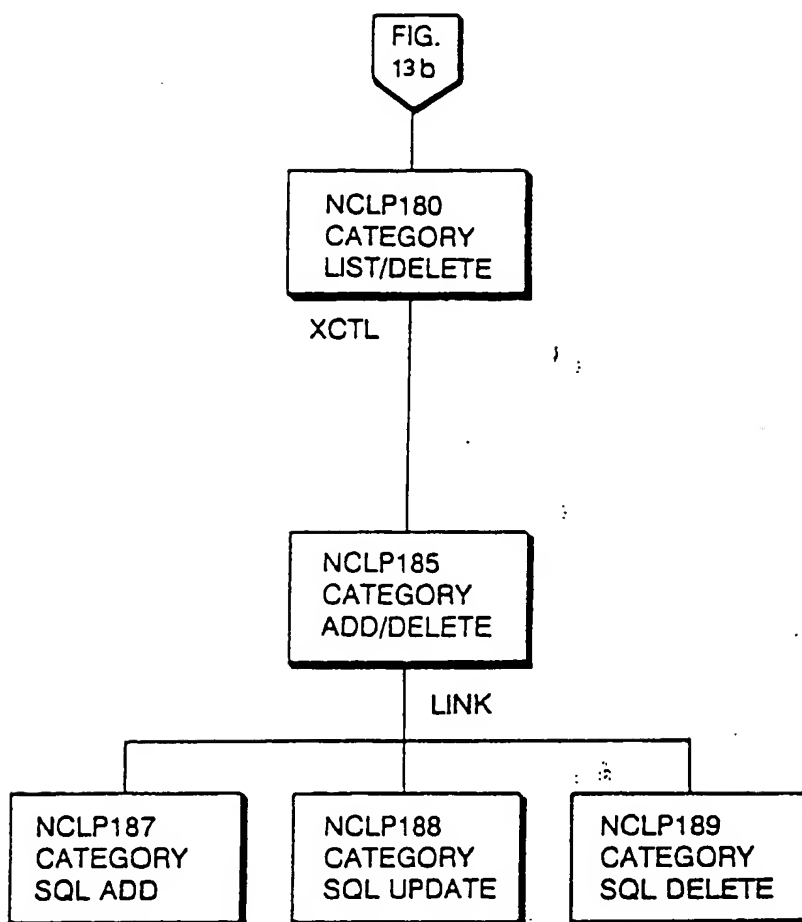 FIG.
13b
NCLP180
CATEGORY
LIST/DELETE
XCTL
NCLP185
CATEGORY
ADD/DELETE
LINK
NCLP187
CATEGORY
SQL ADD
NCLP188
CATEGORY
SQL UPDATE
NCLP189
CATEGORY
SQL DELETE